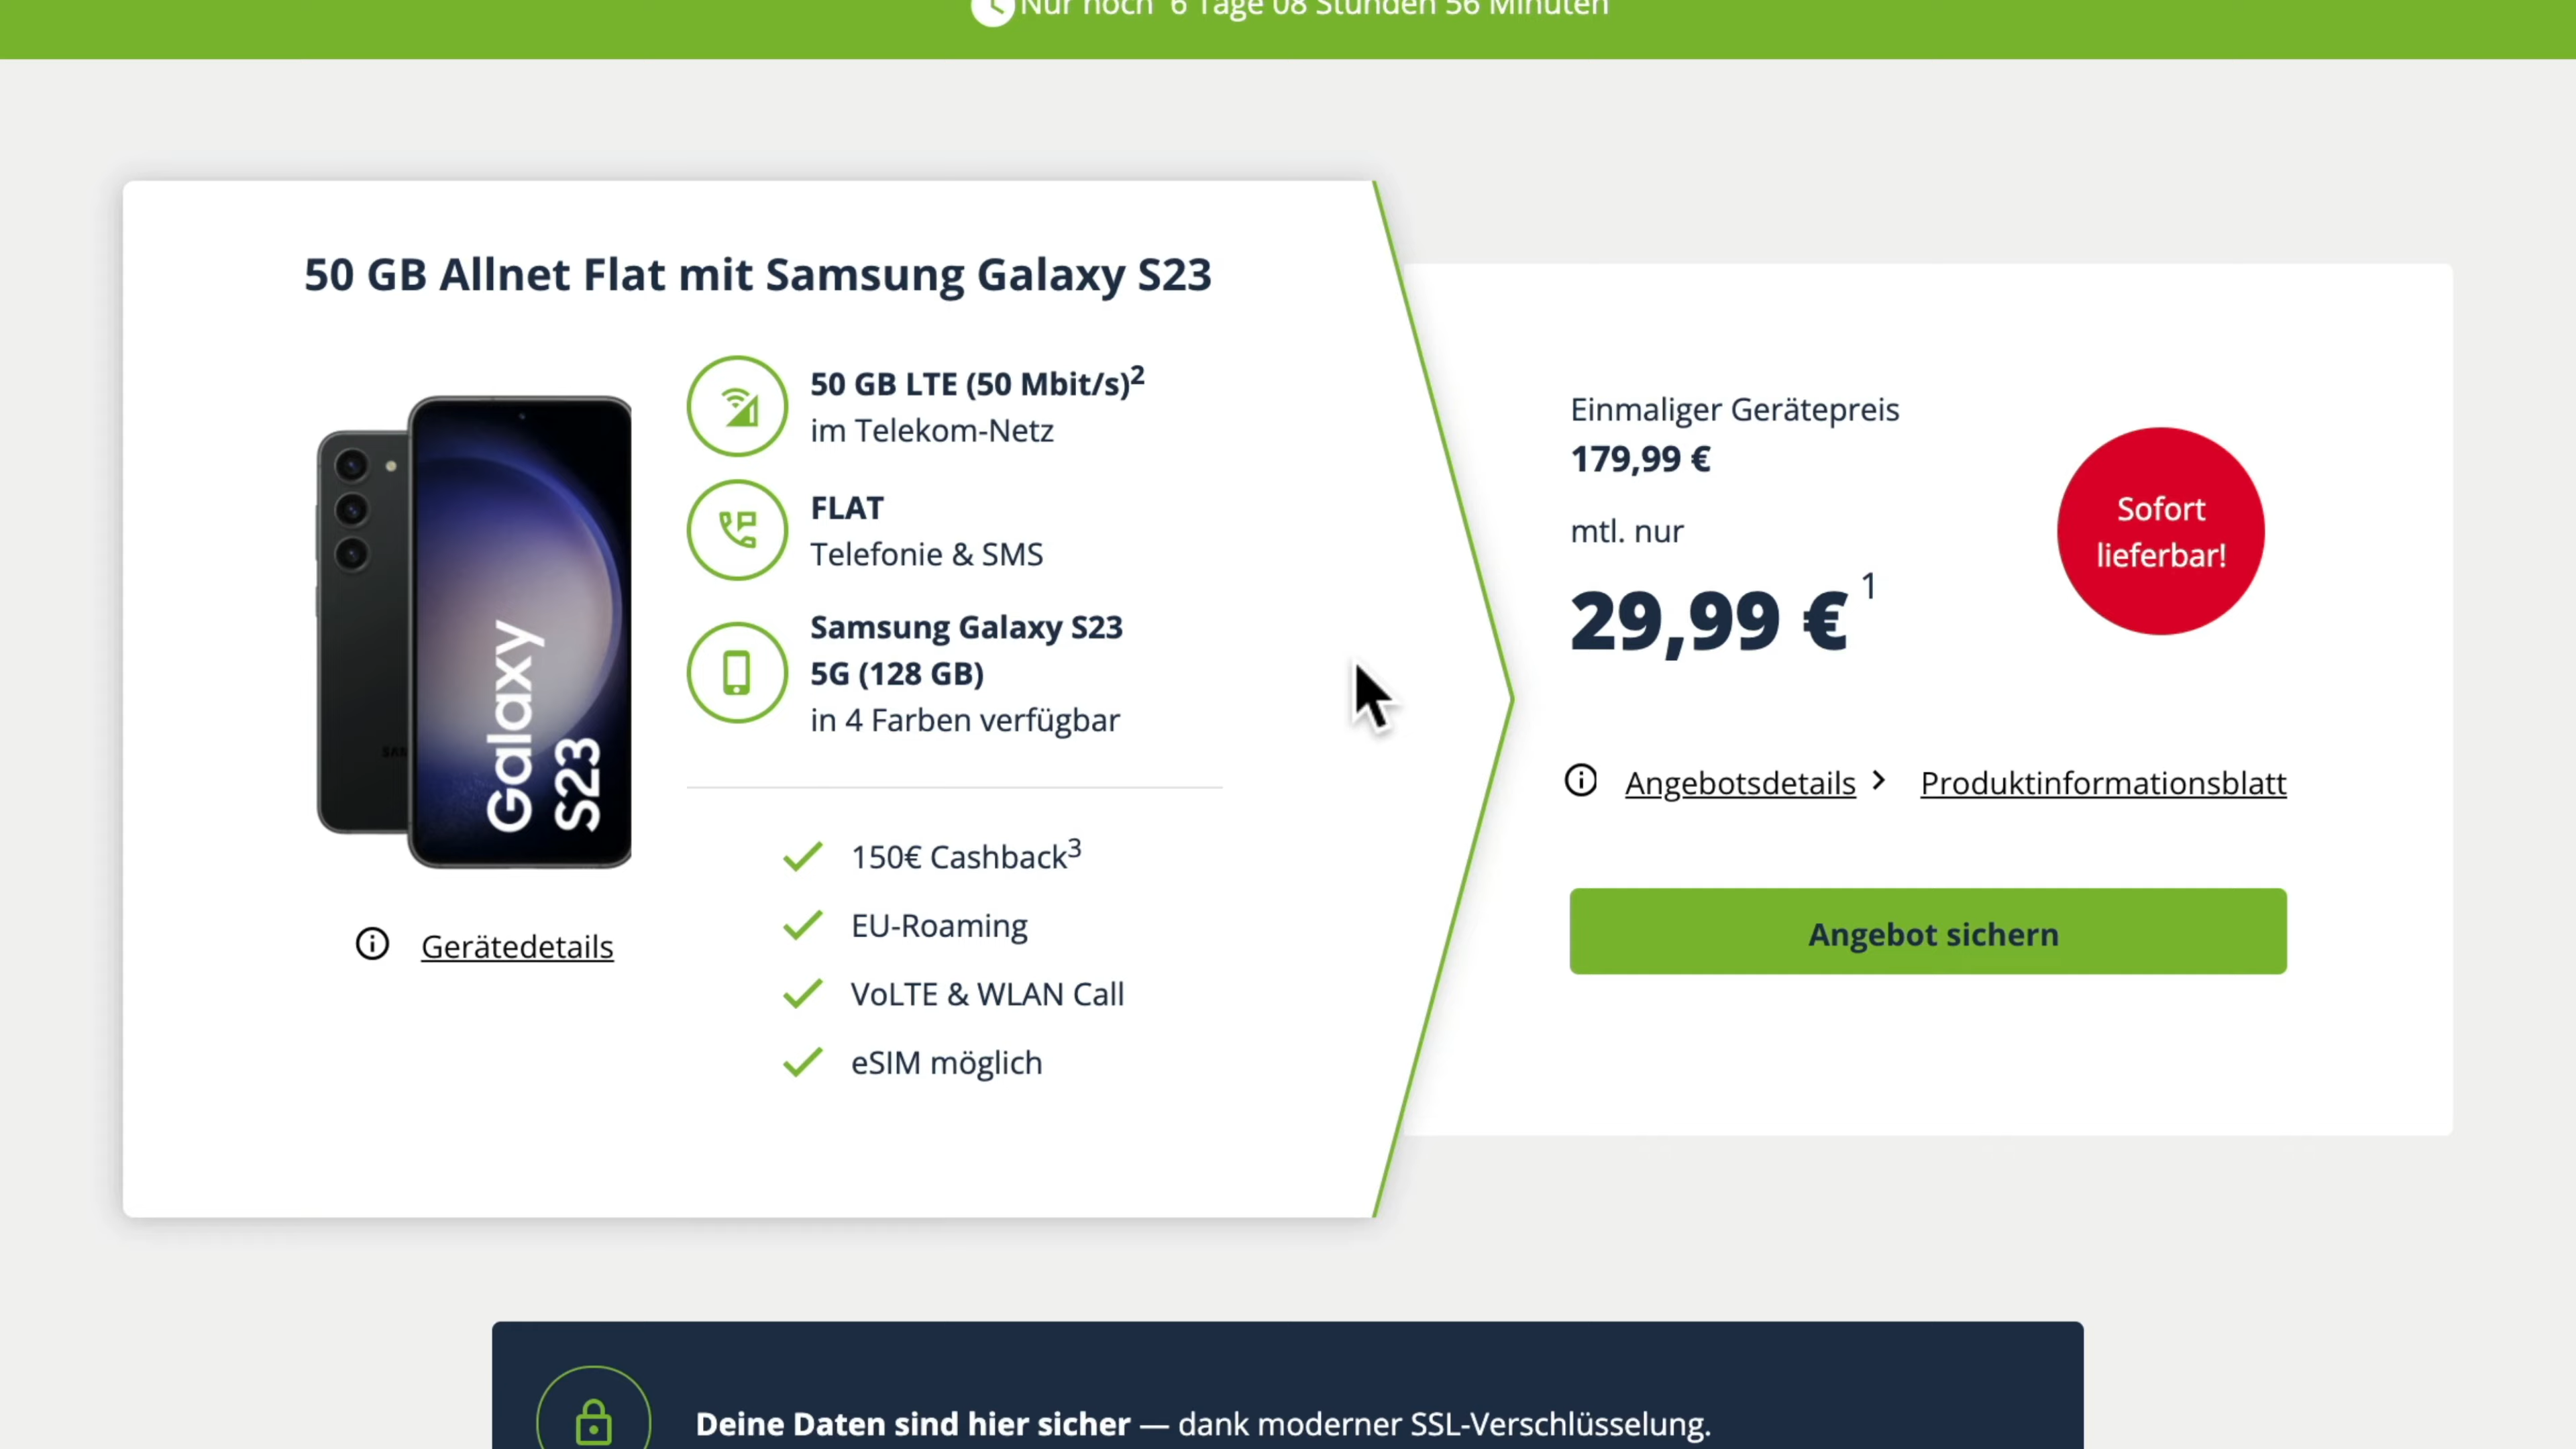 Nur noch 6 Tage 08 Stunden 56 Minuten
50 GB Allnet Flat mit Samsung Galaxy S23
50 GB LTE (50 Mbit/s)²
im Telekom-Netz
FLAT
Telefonie & SMS
Samsung Galaxy S23
5G (128 GB)
in 4 Farben verfügbar
Galaxy
S23
SAM
Gerätedetails
150€ Cashback³
EU-Roaming
VoLTE & WLAN Call
eSIM möglich
Einmaliger Gerätepreis
179,99 €
mtl. nur
29,99 € ¹
Sofort
lieferbar!
Angebotsdetails
Produktinformationsblatt
Angebot sichern
Deine Daten sind hier sicher — dank moderner SSL-Verschlüsselung.